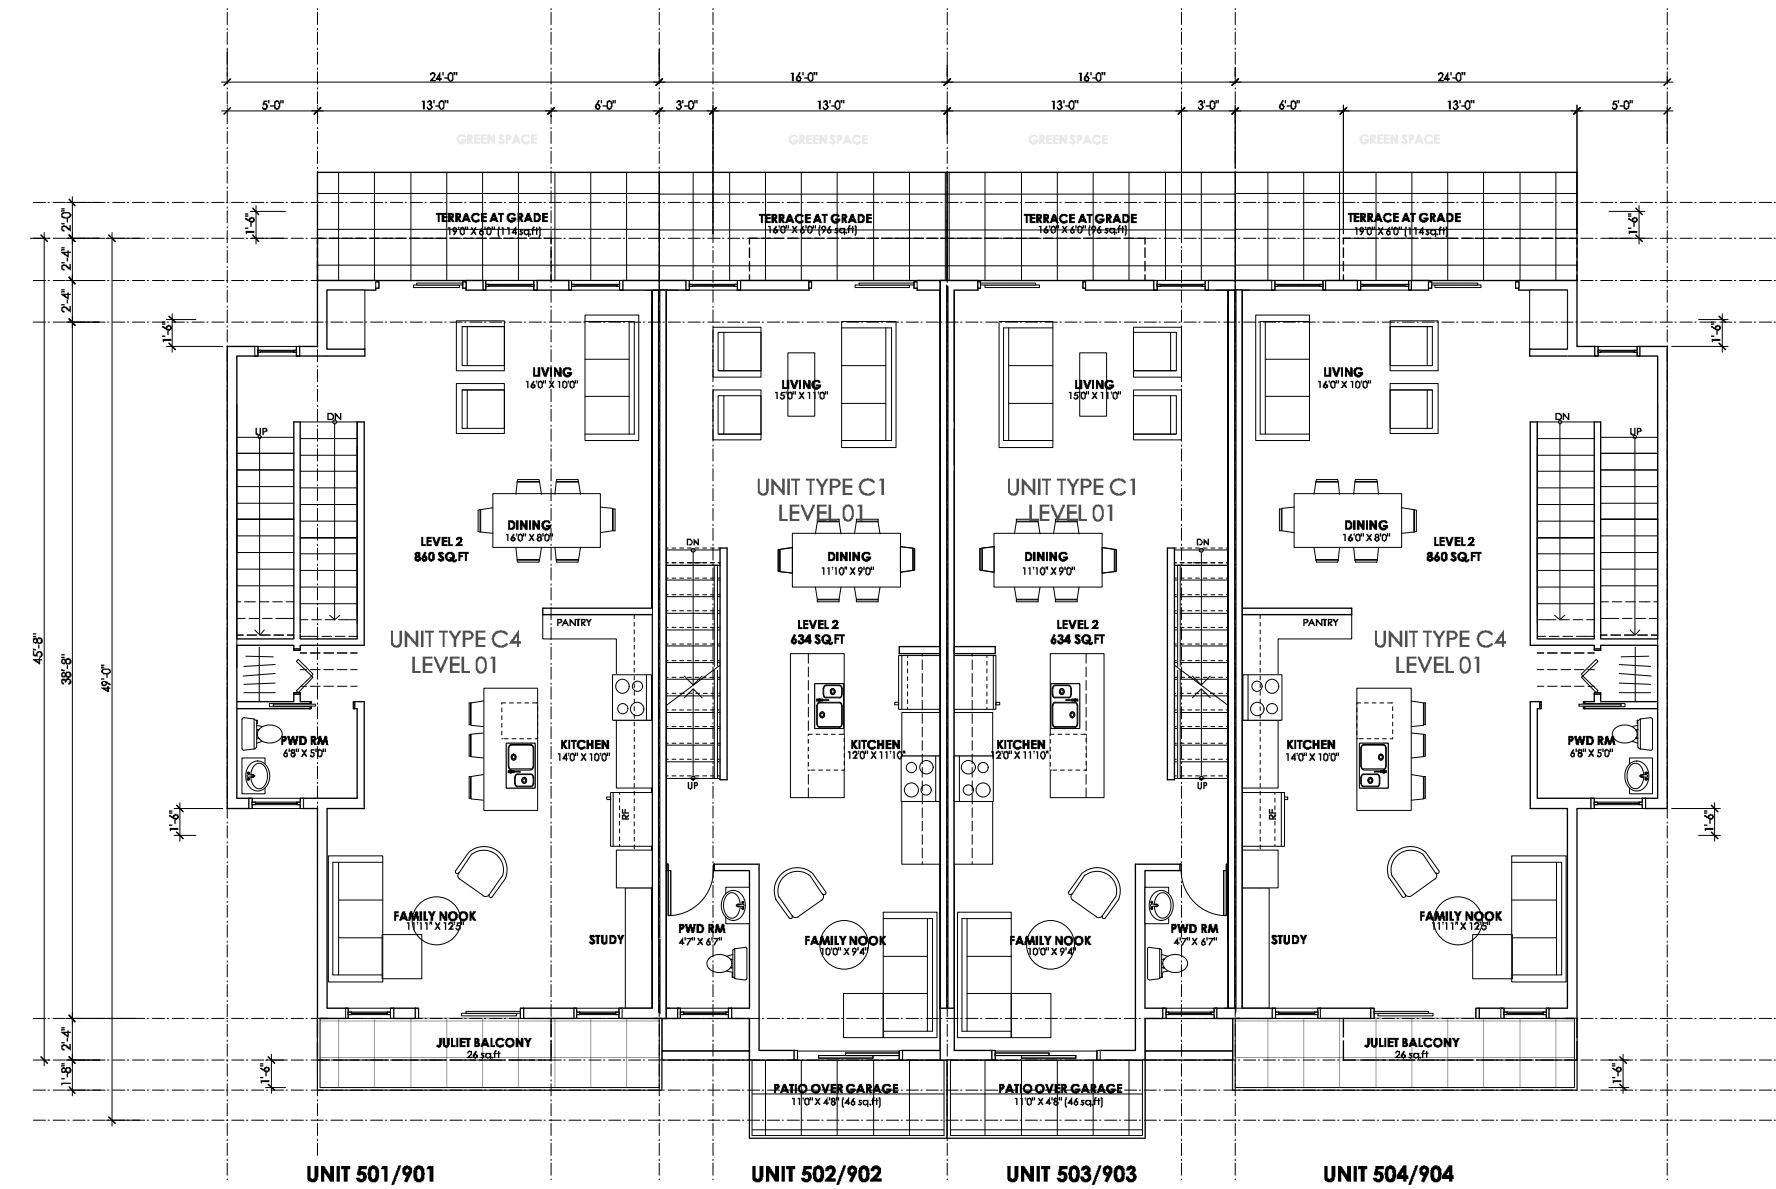 24'-0" 16'-0" 16'-0" 24'-0"
5'-0" 13'-0" 6'-0" 3'-0" 13'-0" 13'-0" 3'-0" 6'-0" 13'-0" 5'-0"
GREEN SPACE GREEN SPACE GREEN SPACE GREEN SPACE
2'-0" 1'-6" 1'-6"
TERRACE AT GRADE TERRACE AT GRADE TERRACE AT GRADE TERRACE AT GRADE
19'0" X 6'0" (114 sq.ft) 16'0" X 6'0" (96 sq.ft) 16'0" X 6'0" (96 sq.ft) 19'0" X 6'0" (114 sq.ft)
2'-4"
2'-4"
1'-6" 1'-6"
LIVING LIVING LIVING LIVING
16'0" X 10'0" 15'0" X 11'0" 15'0" X 11'0" 16'0" X 10'0"
DN DN
UP UP
UNIT TYPE C1 UNIT TYPE C1
LEVEL 01 LEVEL 01
DINING DINING
16'0" X 8'0" 16'0" X 8'0"
LEVEL 2 LEVEL 2
860 SQ.FT 860 SQ.FT
DN DN
DINING DINING
11'10" X 9'0" 11'10" X 9'0"
PANTRY PANTRY
LEVEL 2 LEVEL 2
634 SQ.FT 634 SQ.FT
UNIT TYPE C4 UNIT TYPE C4
LEVEL 01 LEVEL 01
45'-8" 38'-8" 49'-0"
PWD RM KITCHEN KITCHEN KITCHEN KITCHEN PWD RM
6'8" X 5'0" 14'0" X 10'0" 12'0" X 11'10" 12'0" X 11'10" 14'0" X 10'0" 6'8" X 5'0"
UP UP
RF RF
1'-6" 1'-6"
FAMILY NOOK FAMILY NOOK
11'11" X 12'5" 11'11" X 12'5"
STUDY PWD RM PWD RM STUDY
4'7" X 6'7" 4'7" X 6'7"
FAMILY NOOK FAMILY NOOK
10'0" X 9'4" 10'0" X 9'4"
2'-4" JULIET BALCONY JULIET BALCONY
26 sq.ft 26 sq.ft
1'-8" 1'-6" 1'-6"
PATIO OVER GARAGE PATIO OVER GARAGE
11'0" X 4'8" (46 sq.ft) 11'0" X 4'8" (46 sq.ft)
UNIT 501/901 UNIT 502/902 UNIT 503/903 UNIT 504/904